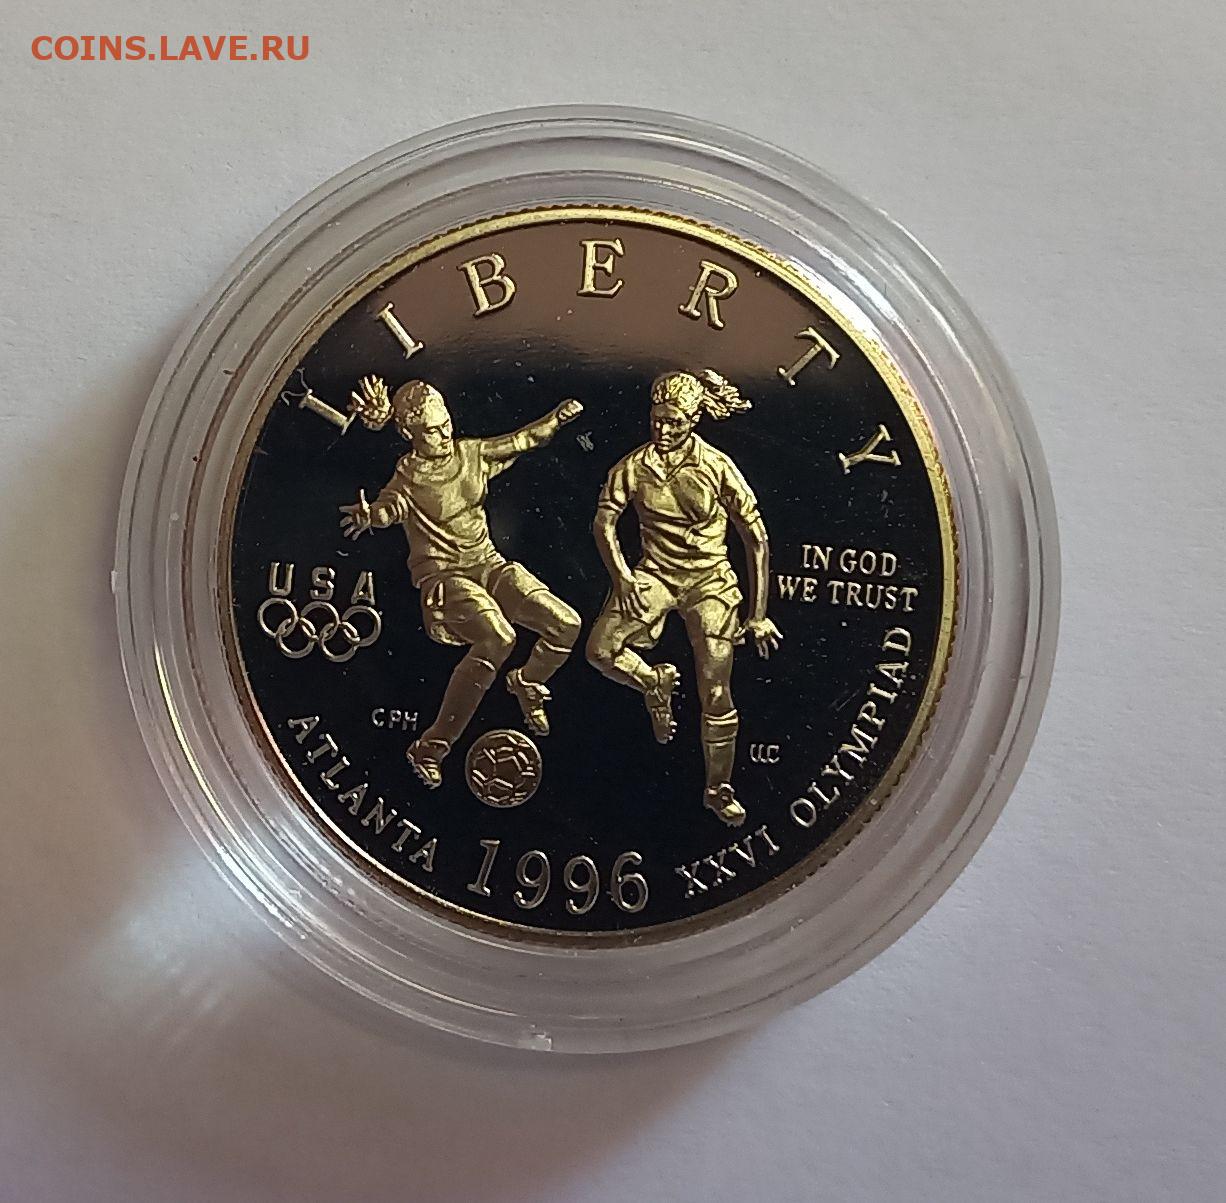 COINS.LAVE.RU
LIBERTY
USA
IN GOD
WE TRUST
CPH
ATLANTA 1996 XXVI OLYMPIAD